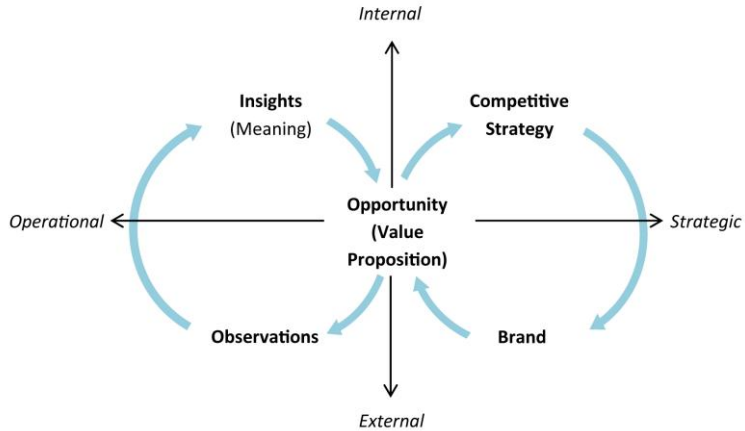 Internal
Insights
(Meaning)
Competitive
Strategy
Operational
Opportunity
(Value
Proposition)
Strategic
Observations
Brand
External